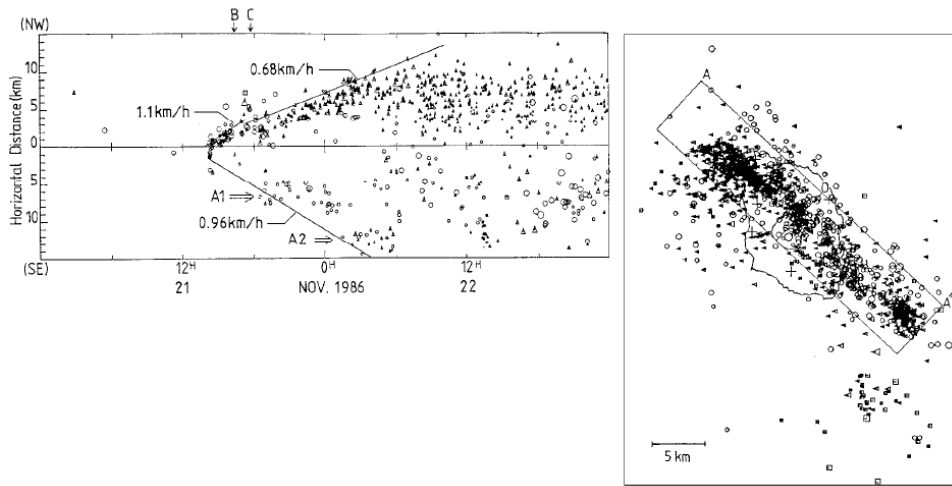 (NW)
B C
10
5
0
5
10
(SE)
Horizontal Distance (km)
0.68km/h
1.1km/h
A1
0.96km/h
A2
12H 0H 12H
21 NOV. 1986 22
A
A'
5 km